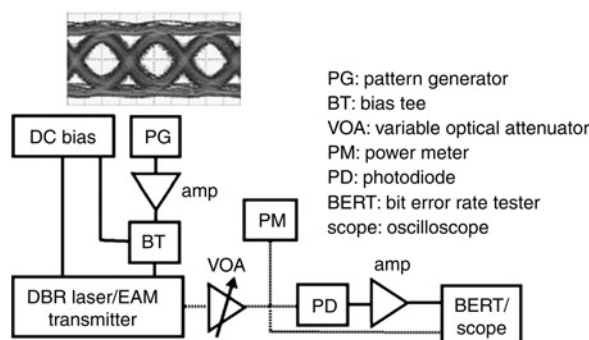 PG: pattern generator
BT: bias tee
VOA: variable optical attenuator
PM: power meter
PD: photodiode
BERT: bit error rate tester
scope: oscilloscope
DC bias
PG
amp
BT
PM
VOA
amp
DBR laser/EAM
transmitter
PD
BERT/
scope